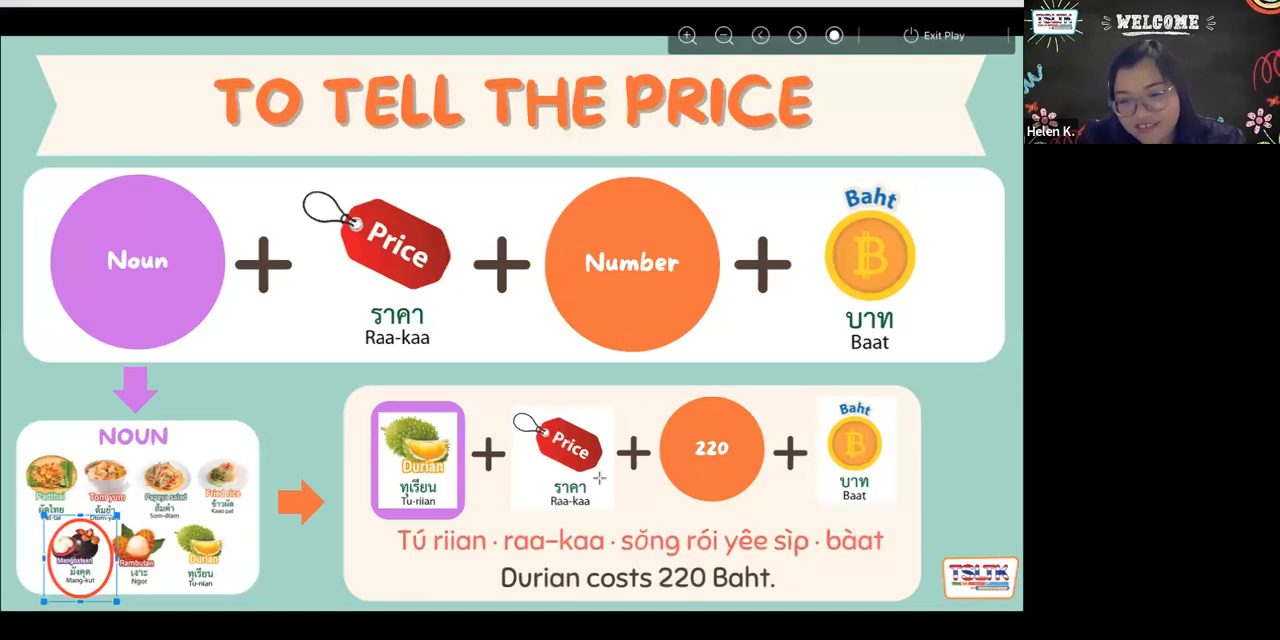 Exit Play
TSLTK
WELCOME
Helen K.
TO TELL THE PRICE
Noun
Price
ราคา
Raa-kaa
Number
Baht
บาท
Baat
NOUN
Padthai
ผัดไทย
Tom yum
ต้มยำ
Dtom-ya
Papaya salad
ส้มตำ
Som-dtam
Fried rice
ข้าวผัด
Kaao pat
Mangosteen
มังคุด
Mang-kut
Rambutan
เงาะ
Ngor
Durian
ทุเรียน
Tu-riian
Durian
ทุเรียน
Tu-riian
Price
ราคา
Raa-kaa
220
Baht
บาท
Baat
Tú riian · raa-kaa · sŏng rói yêe sìp · bàat
Durian costs 220 Baht.
TSLTK